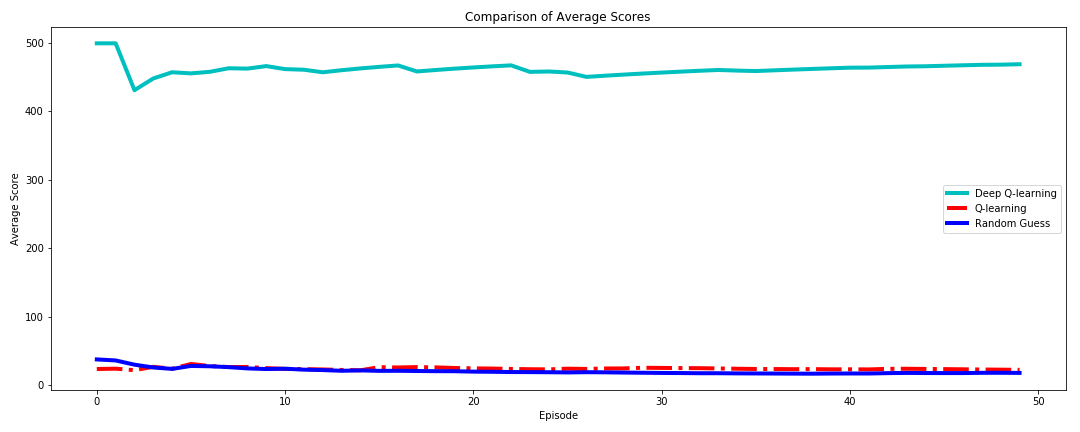 Comparison of Average Scores
500
400
300
200
100
0
Average Score
0
10
20
30
40
50
Episode
Deep Q-learning
Q-learning
Random Guess